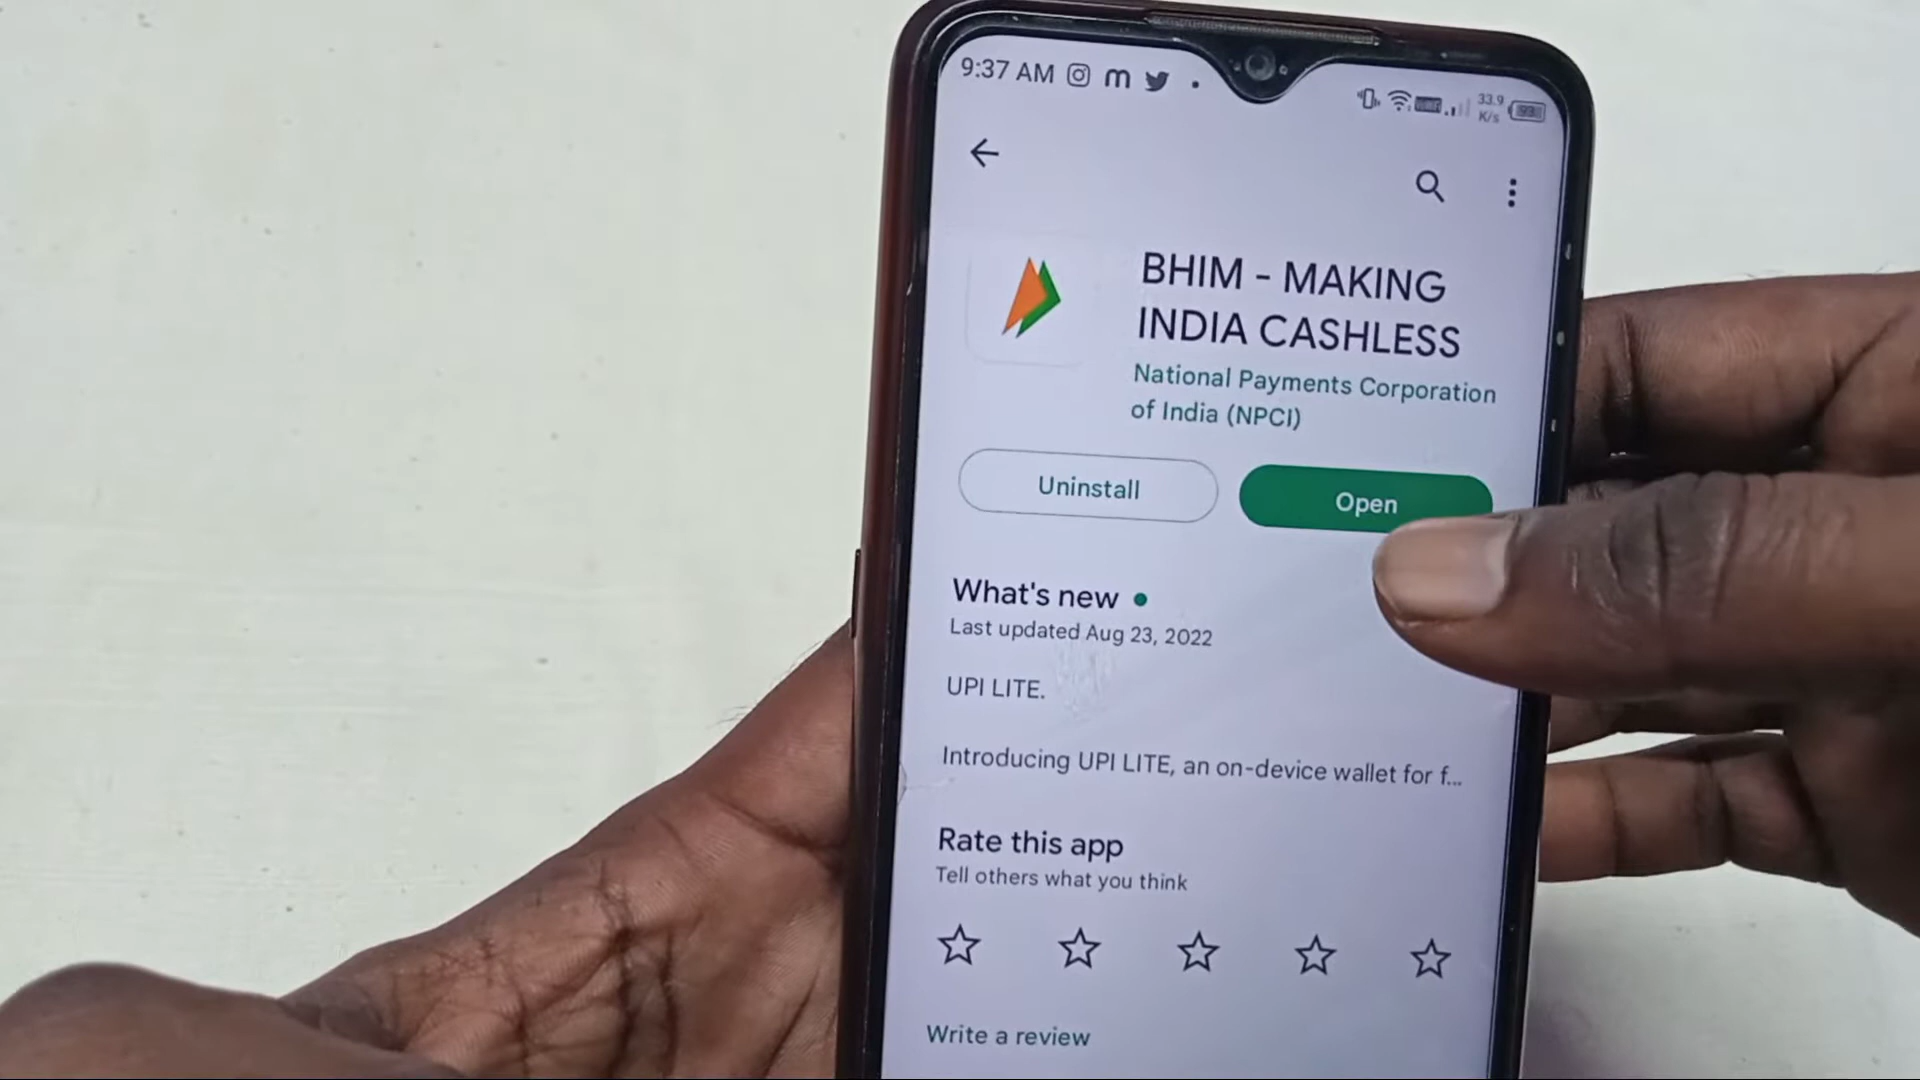 9:37 AM
33.9
K/s
BHIM - MAKING
INDIA CASHLESS
National Payments Corporation
of India (NPCI)
Uninstall
Open
What's new
Last updated Aug 23, 2022
UPI LITE.
Introducing UPI LITE, an on-device wallet for f...
Rate this app
Tell others what you think
Write a review